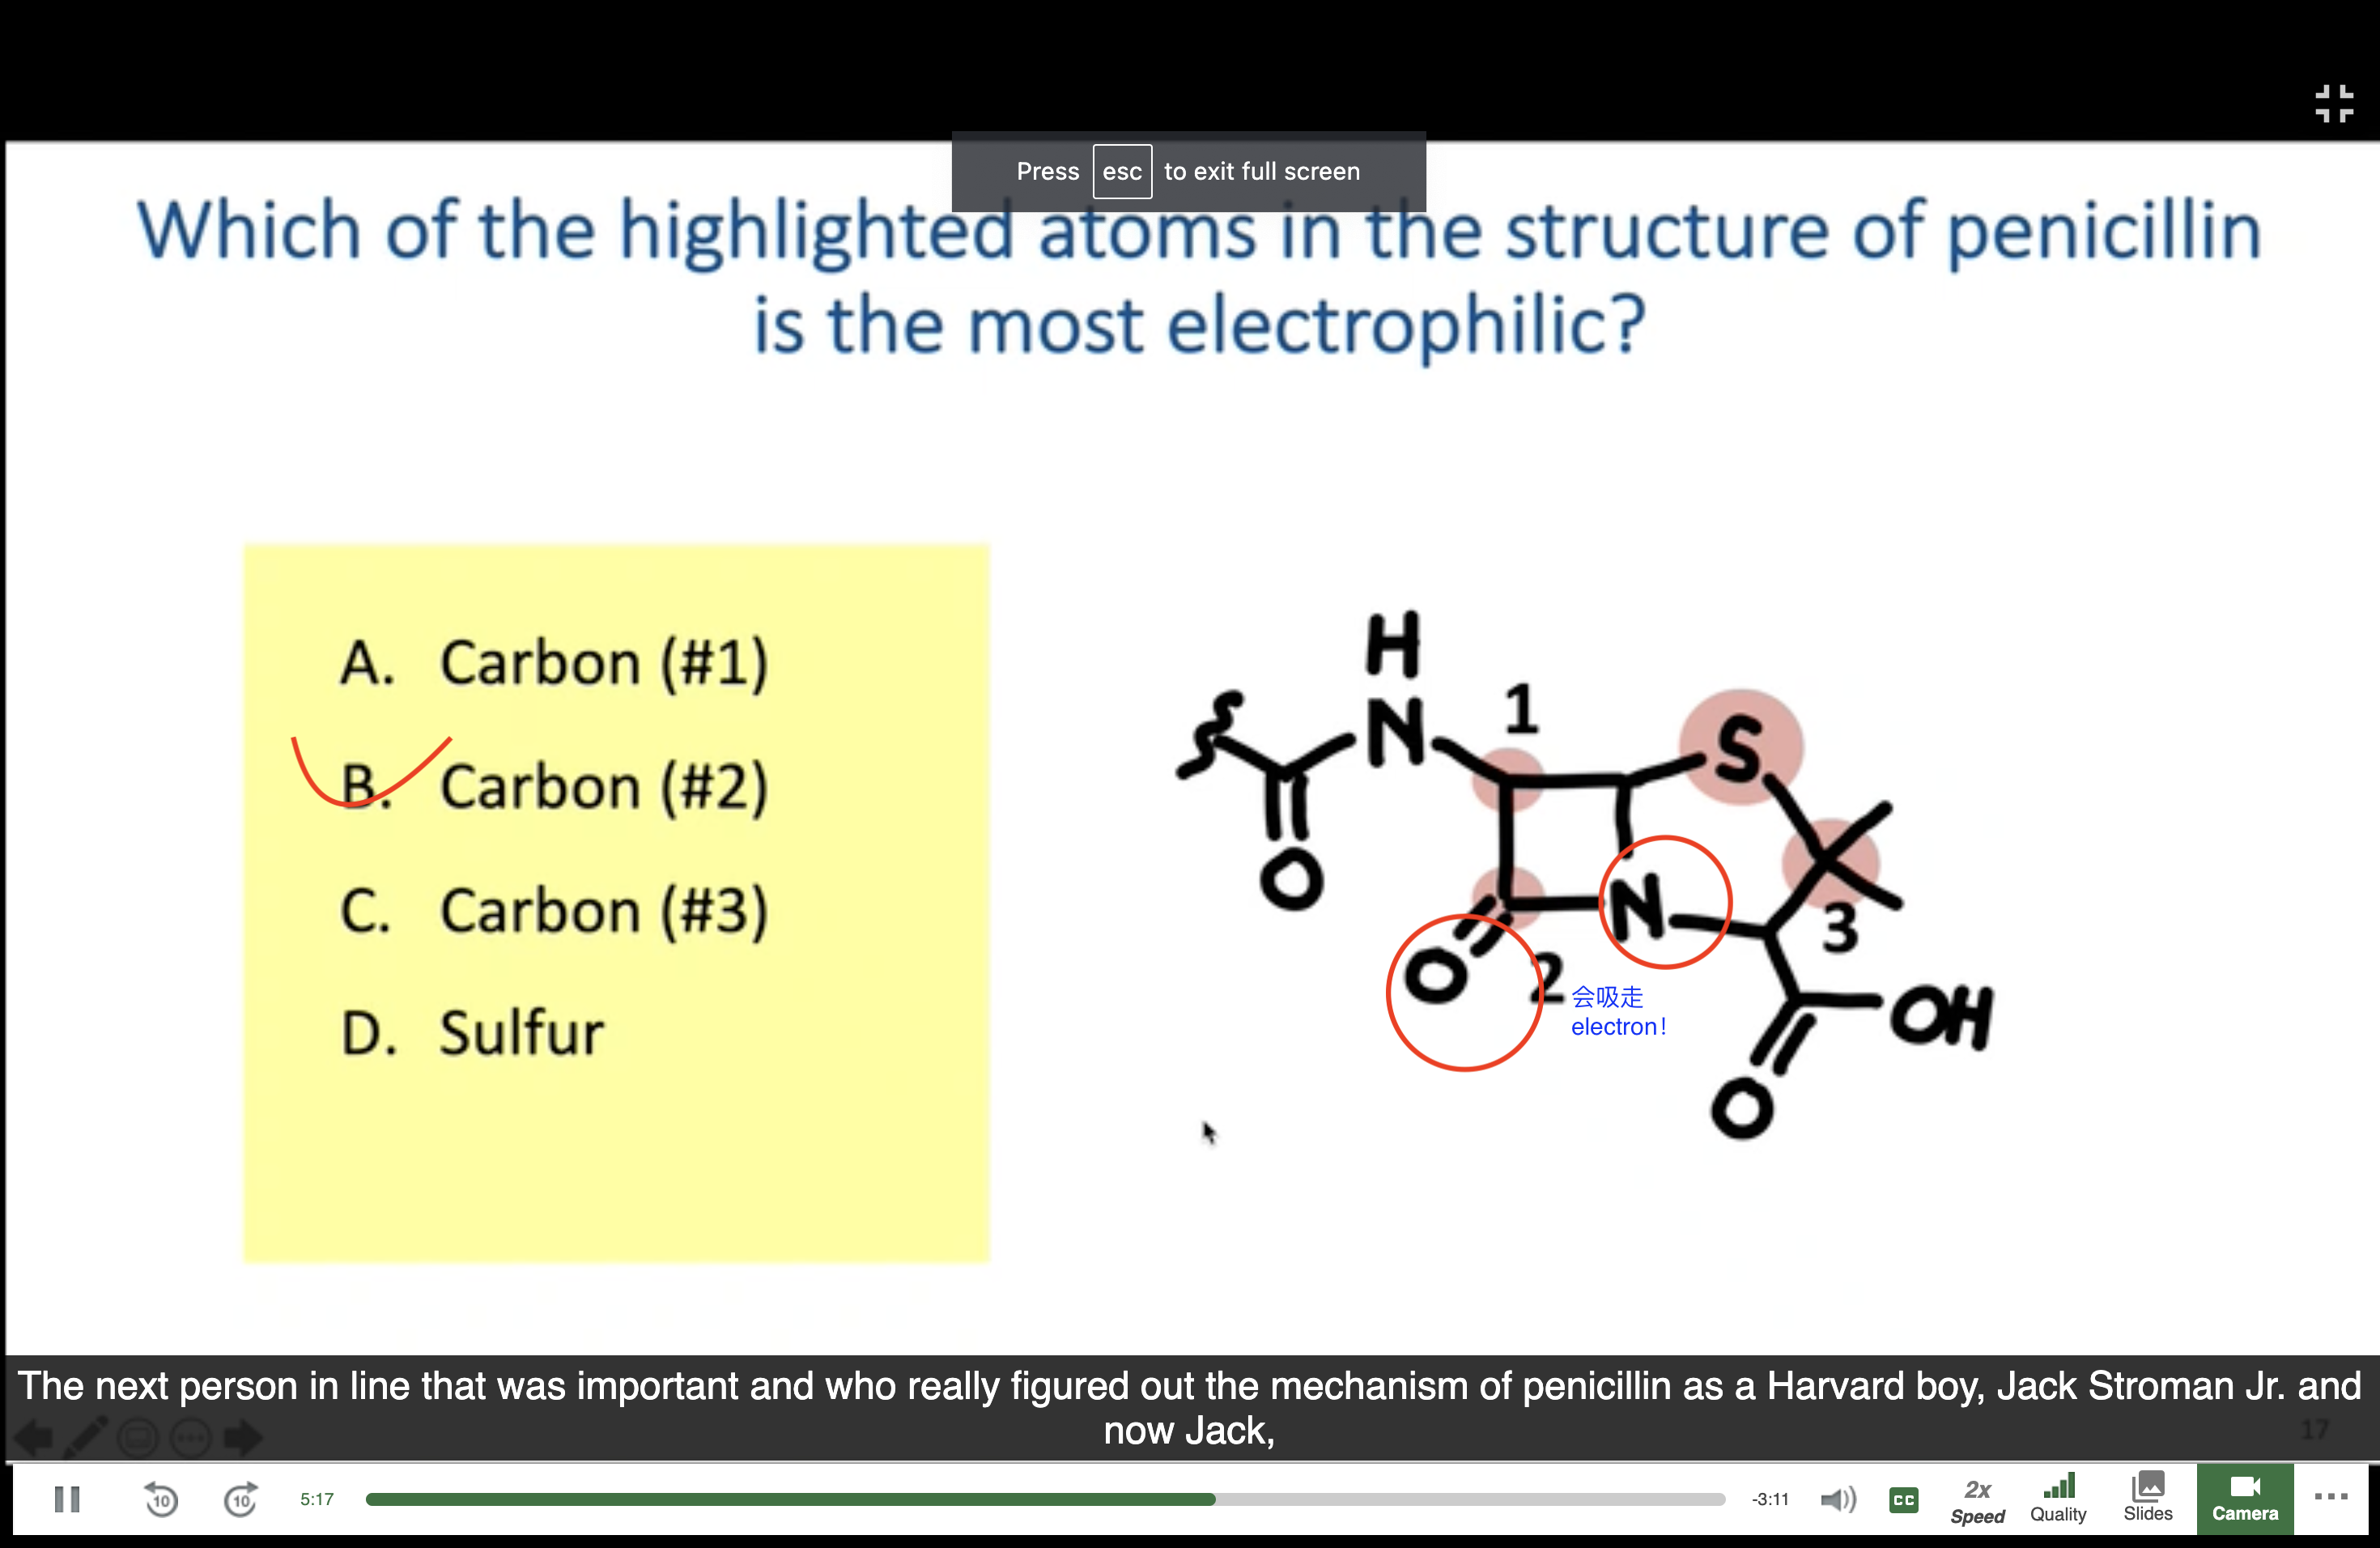 Press esc to exit full screen
Which of the highlighted atoms in the structure of penicillin
is the most electrophilic?
A. Carbon (#1)
B. Carbon (#2)
C. Carbon (#3)
D. Sulfur
H
N
1
S
O
N
3
O
2
会吸走
electron!
OH
O
The next person in line that was important and who really figured out the mechanism of penicillin as a Harvard boy, Jack Stroman Jr. and
now Jack,
17
10
10
5:17
-3:11
CC
2x
Speed
Quality
Slides
Camera